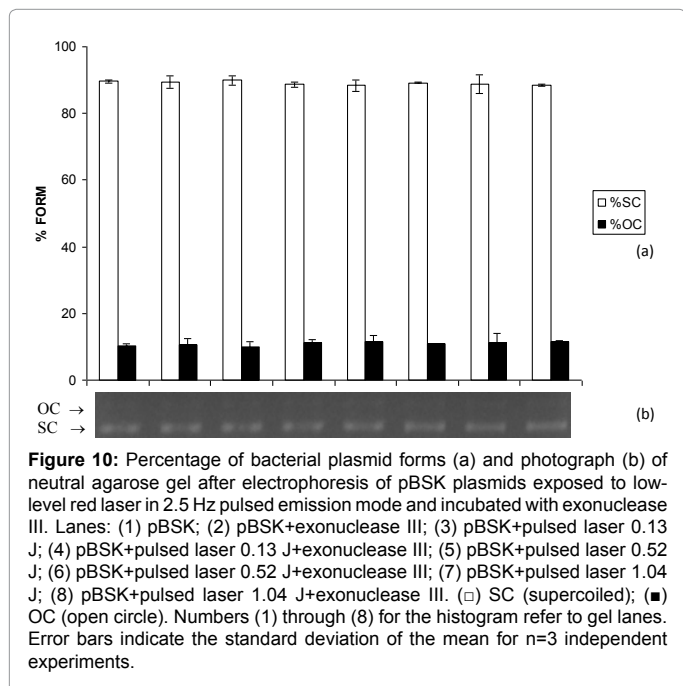 100
80
60
40
20
0
% FORM
%SC
%OC
(a)
OC →
SC →
(b)
Figure 10: Percentage of bacterial plasmid forms (a) and photograph (b) of
neutral agarose gel after electrophoresis of pBSK plasmids exposed to low-
level red laser in 2.5 Hz pulsed emission mode and incubated with exonuclease
III. Lanes: (1) pBSK; (2) pBSK+exonuclease III; (3) pBSK+pulsed laser 0.13
J; (4) pBSK+pulsed laser 0.13 J+exonuclease III; (5) pBSK+pulsed laser 0.52
J; (6) pBSK+pulsed laser 0.52 J+exonuclease III; (7) pBSK+pulsed laser 1.04
J; (8) pBSK+pulsed laser 1.04 J+exonuclease III. (□) SC (supercoiled); (■)
OC (open circle). Numbers (1) through (8) for the histogram refer to gel lanes.
Error bars indicate the standard deviation of the mean for n=3 independent
experiments.